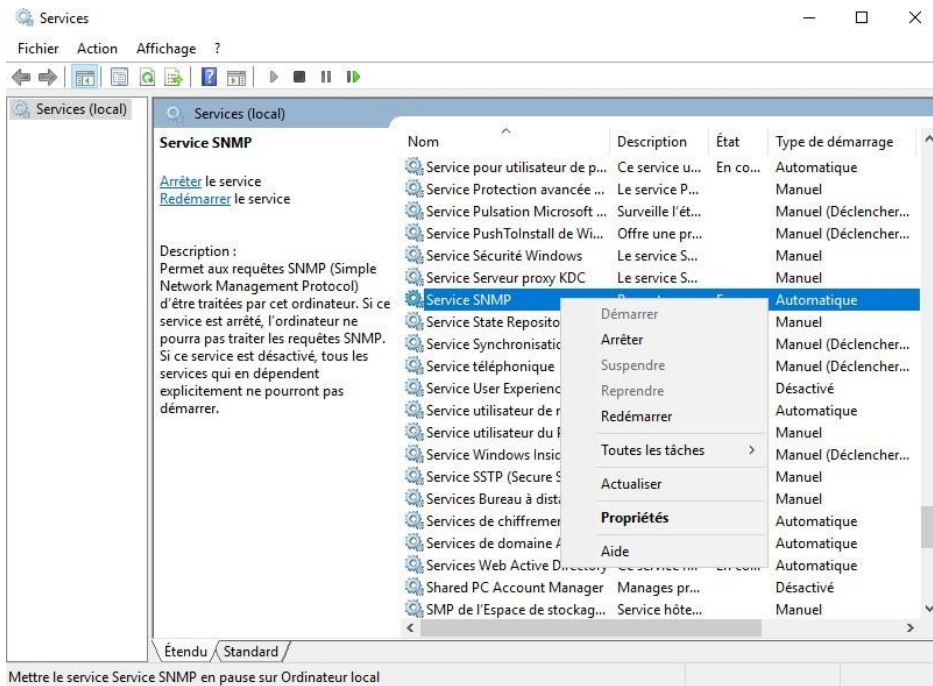 Services
Fichier Action Affichage ?
Services (local)
Services (local)
Service SNMP
Arrêter le service
Redémarrer le service
Description :
Permet aux requêtes SNMP (Simple
Network Management Protocol)
d'être traitées par cet ordinateur. Si ce
service est arrêté, l'ordinateur ne
pourra pas traiter les requêtes SNMP.
Si ce service est désactivé, tous les
services qui en dépendent
explicitement ne pourront pas
démarrer.
Nom Description État Type de démarrage
Service pour utilisateur de p... Ce service u... En co... Automatique
Service Protection avancée ... Le service P... Manuel
Service Pulsation Microsoft ... Surveille l'ét... Manuel (Déclencher...
Service PushToInstall de Wi... Offre une pr... Manuel (Déclencher...
Service Sécurité Windows Le service S... Manuel
Service Serveur proxy KDC Le service S... Manuel
Service SNMP Automatique
Service State Reposito Manuel
Service Synchronisatic Manuel (Déclencher...
Service téléphonique Manuel (Déclencher...
Service User Experienc Désactivé
Service utilisateur de Automatique
Service utilisateur du Manuel
Service Windows Insid Manuel (Déclencher...
Service SSTP (Secure S Manuel
Services Bureau à dist Manuel
Services de chiffremer Automatique
Services de domaine A Automatique
Services Web Active Directory Automatique
Shared PC Account Manager Manages pr... Désactivé
SMP de l'Espace de stockag... Service hôte... Manuel
Démarrer
Arrêter
Suspendre
Reprendre
Redémarrer
Toutes les tâches >
Actualiser
Propriétés
Aide
Étendu Standard
Mettre le service Service SNMP en pause sur Ordinateur local